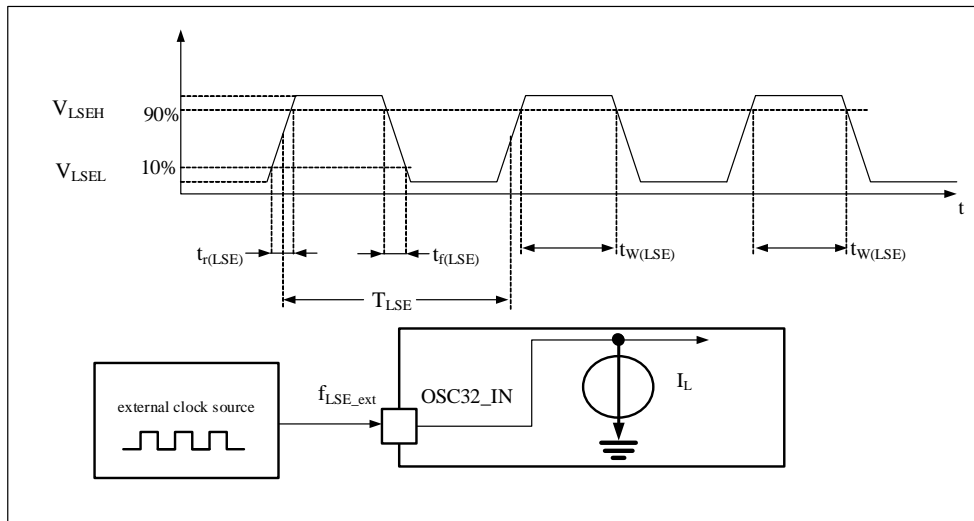 V_LSEH
90%
10%
V_LSEL
t
t_r(LSE)
t_f(LSE)
t_W(LSE)
t_W(LSE)
T_LSE
external clock source
f_LSE_ext
OSC32_IN
I_L